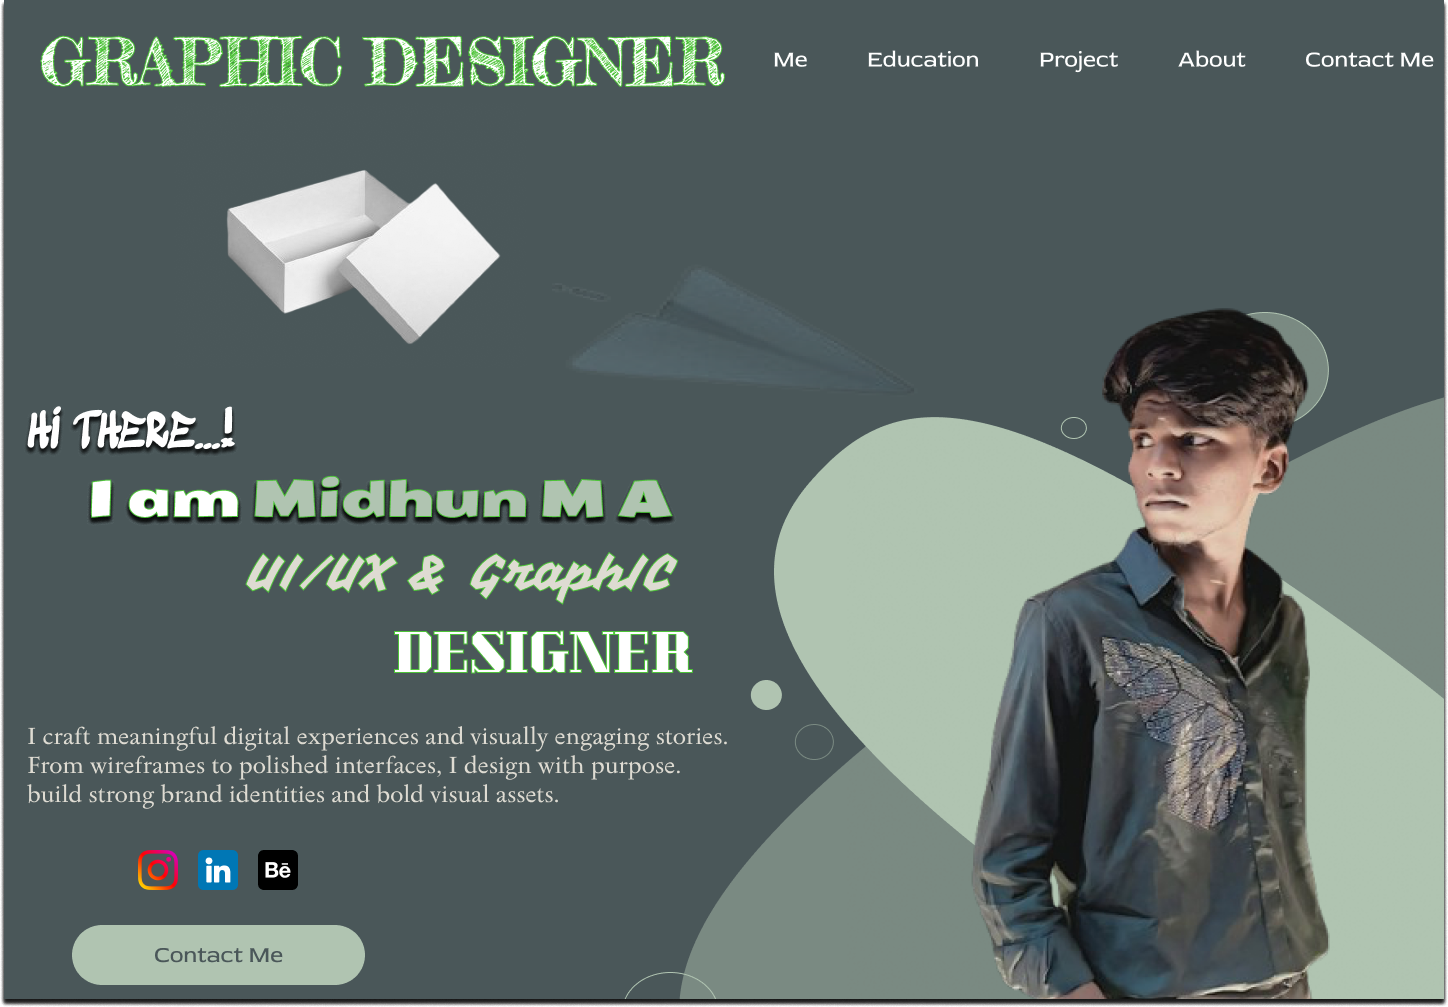 GRAPHIC DESIGNER
Me Education Project About Contact Me
Hi THERE...!
I am Midhun M A
UI/UX & GraphIC
DESIGNER
I craft meaningful digital experiences and visually engaging stories.
From wireframes to polished interfaces, I design with purpose.
build strong brand identities and bold visual assets.
in Bē
Contact Me